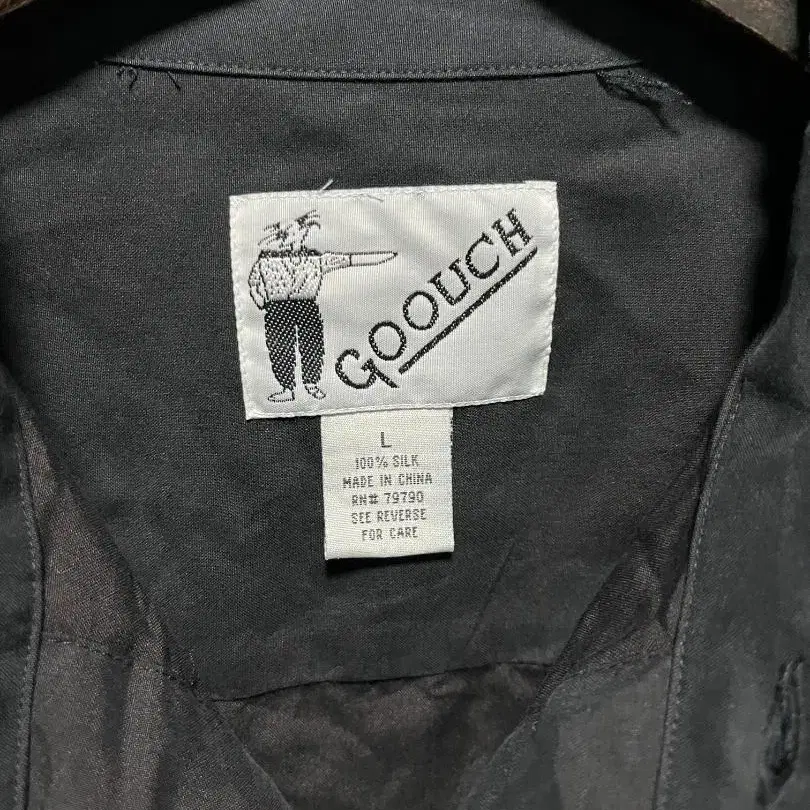 GOOUCH
L
100% SILK
MADE IN CHINA
RN# 79790
SEE REVERSE
FOR CARE